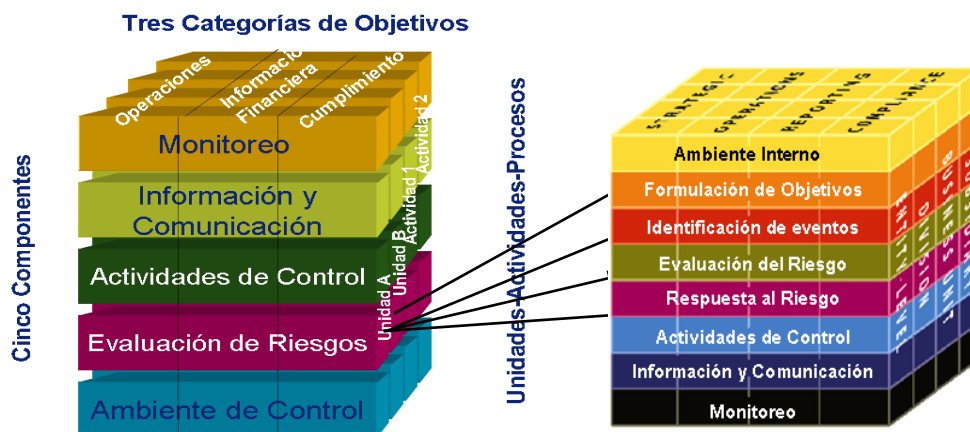 Tres Categorías de Objetivos
Operaciones
Información
Financiera
Cumplimiento
Cinco Componentes
Monitoreo
Información y
Comunicación
Actividades de Control
Evaluación de Riesgos
Ambiente de Control
Unidad A
Unidad B
Actividad 1
Actividad 2
Unidades-Actividades-Procesos
STRATEGIC
OPERATIONS
REPORTING
COMPLIANCE
Ambiente Interno
Formulación de Objetivos
Identificación de eventos
Evaluación del Riesgo
Respuesta al Riesgo
Actividades de Control
Información y Comunicación
Monitoreo
ENTITY LEVEL
DIVISION
BUSINESS UNIT